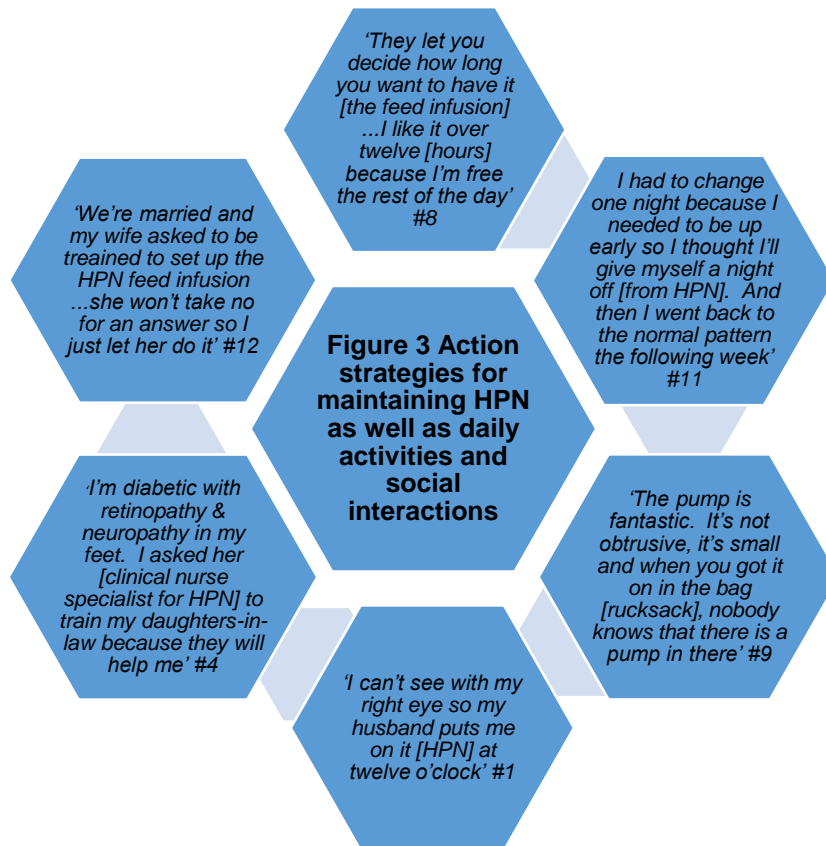 ‘They let you
decide how long
you want to have it
[the feed infusion]
...I like it over
twelve [hours]
because I’m free
the rest of the day’
#8
I had to change
one night because I
needed to be up
early so I thought I’ll
give myself a night
off [from HPN].  And
then I went back to
the normal pattern
the following week’
#11
‘The pump is
fantastic.  It’s not
obtrusive, it’s small
and when you got it
on in the bag
[rucksack], nobody
knows that there is a
pump in there’ #9
‘I can’t see with my
right eye so my
husband puts me
on it [HPN] at
twelve o’clock’ #1
‘I’m diabetic with
retinopathy &
neuropathy in my
feet.  I asked her
[clinical nurse
specialist for HPN] to
train my daughters-in-
law because they will
help me’ #4
‘We’re married and
my wife asked to be
treained to set up the
HPN feed infusion
...she won’t take no
for an answer so I
just let her do it’ #12
Figure 3 Action
strategies for
maintaining HPN
as well as daily
activities and
social
interactions